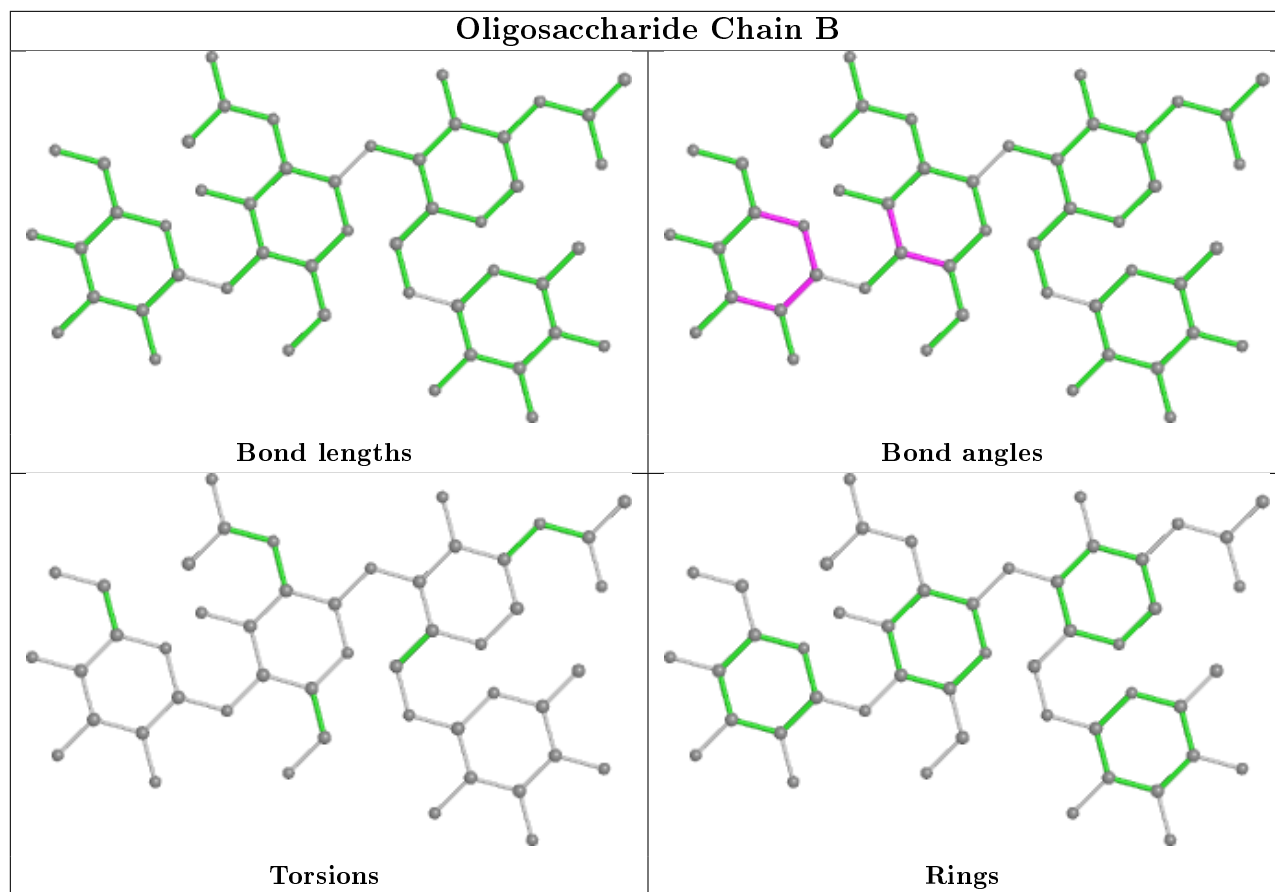 Oligosaccharide Chain B
Bond lengths
Bond angles
Torsions
Rings